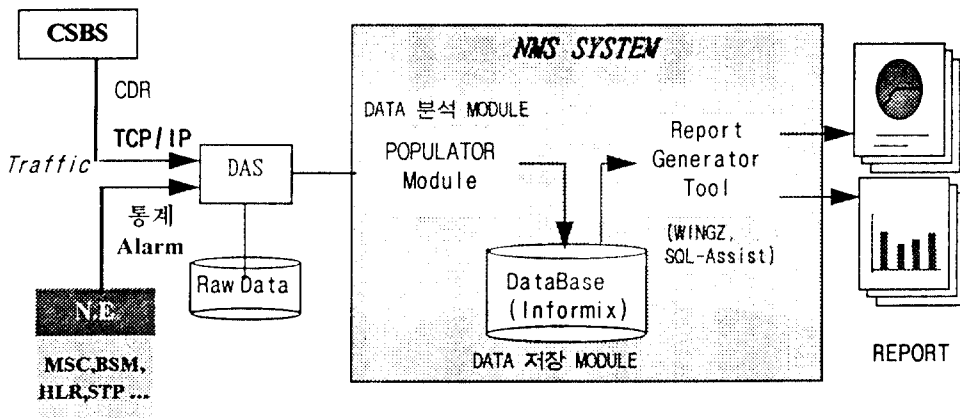 CSBS
CDR
TCP/IP
Traffic
DAS
통계
Alarm
Raw Data
N.E.
MSC,BSM,
HLR,STP ...
NMS SYSTEM
DATA 분석 MODULE
POPULATOR
Module
Report
Generator
Tool
(WINGZ,
SQL-Assist)
DataBase
(Informix)
DATA 저장 MODULE
REPORT